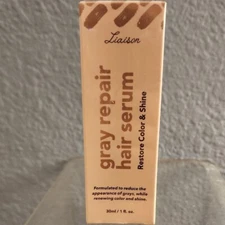 Liaison
gray repair
hair serum
Restore Color & Shine
Formulated to reduce the
appearance of grays, while
renewing color and shine.
30ml / 1 fl. oz.